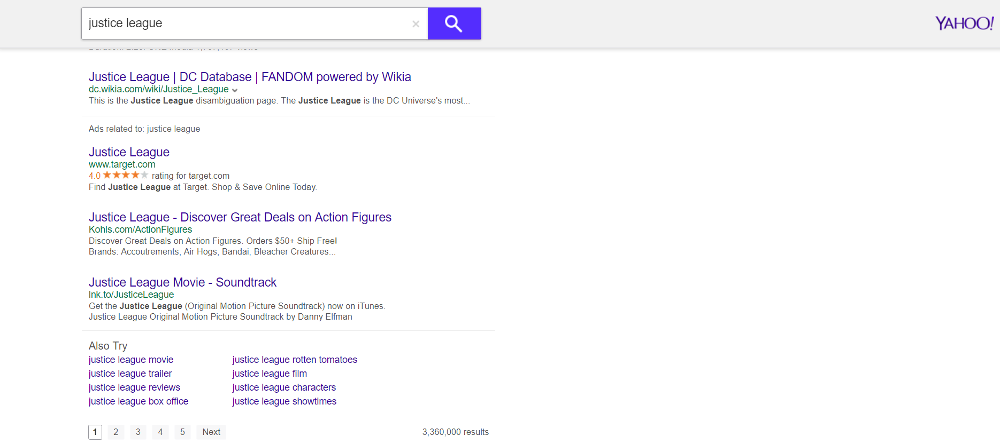 justice league
YAHOO!
Justice League | DC Database | FANDOM powered by Wikia
dc.wikia.com/wiki/Justice_League
This is the Justice League disambiguation page. The Justice League is the DC Universe's most...
Ads related to: justice league
Justice League
www.target.com
4.0 rating for target.com
Find Justice League at Target. Shop & Save Online Today.
Justice League - Discover Great Deals on Action Figures
Kohls.com/ActionFigures
Discover Great Deals on Action Figures. Orders $50+ Ship Free!
Brands: Accoutrements, Air Hogs, Bandai, Bleacher Creatures...
Justice League Movie - Soundtrack
lnk.to/JusticeLeague
Get the Justice League (Original Motion Picture Soundtrack) now on iTunes.
Justice League Original Motion Picture Soundtrack by Danny Elfman
Also Try
justice league movie justice league rotten tomatoes
justice league trailer justice league film
justice league reviews justice league characters
justice league box office justice league showtimes
1 2 3 4 5 Next 3,360,000 results